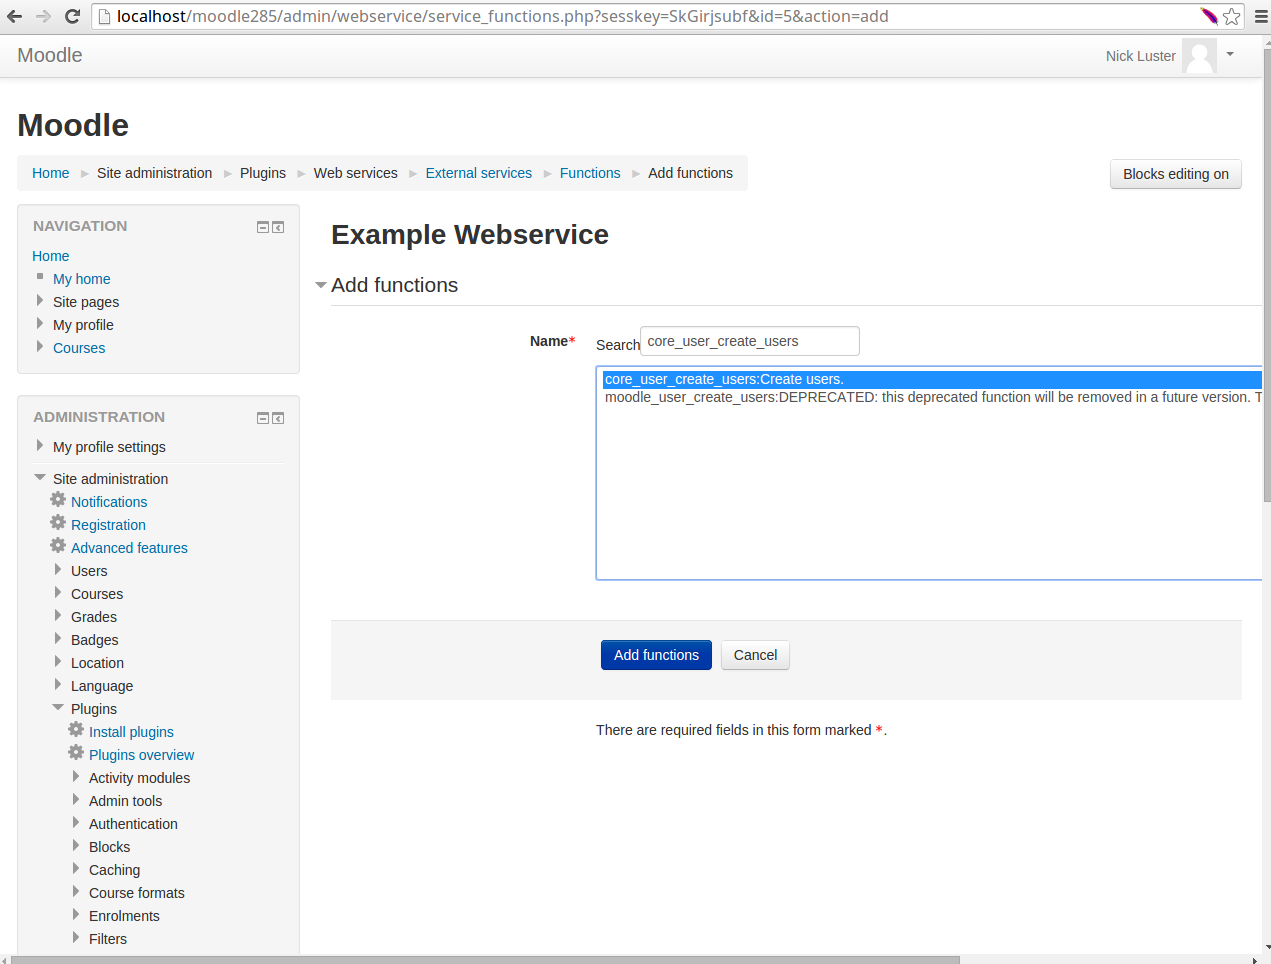 localhost/moodle285/admin/webservice/service_functions.php?sesskey=SkGirjsubf&id=5&action=add
Moodle
Nick Luster
Moodle
Home Site administration Plugins Web services External services Functions Add functions
Blocks editing on
NAVIGATION
Home
My home
Site pages
My profile
Courses
ADMINISTRATION
My profile settings
Site administration
Notifications
Registration
Advanced features
Users
Courses
Grades
Badges
Location
Language
Plugins
Install plugins
Plugins overview
Activity modules
Admin tools
Authentication
Blocks
Caching
Course formats
Enrolments
Filters
Example Webservice
Add functions
Name*
Search core_user_create_users
core_user_create_users:Create users.
moodle_user_create_users:DEPRECATED: this deprecated function will be removed in a future version. T
Add functions
Cancel
There are required fields in this form marked *.